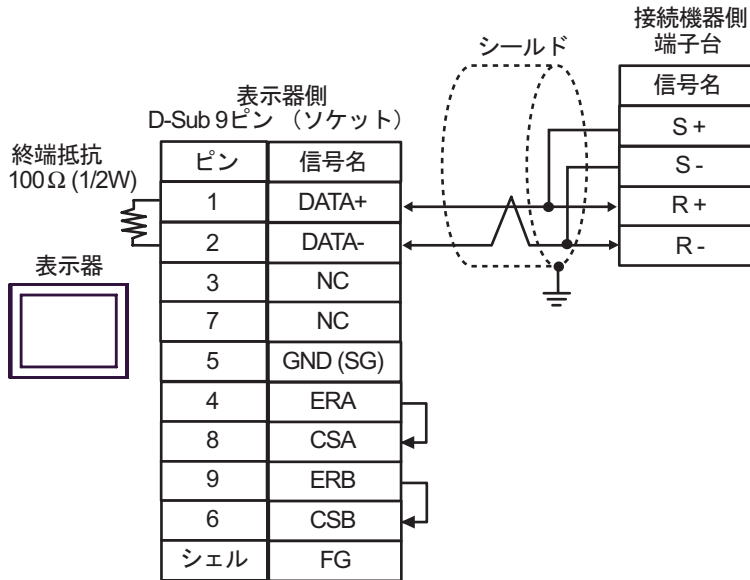 接続機器側
端子台
シールド
信号名
S +
S -
R +
R -
表示器側
D-Sub 9ピン （ソケット）
終端抵抗
100Ω (1/2W)
表示器
ピン 信号名
1 DATA+
2 DATA-
3 NC
7 NC
5 GND (SG)
4 ERA
8 CSA
9 ERB
6 CSB
シェル FG